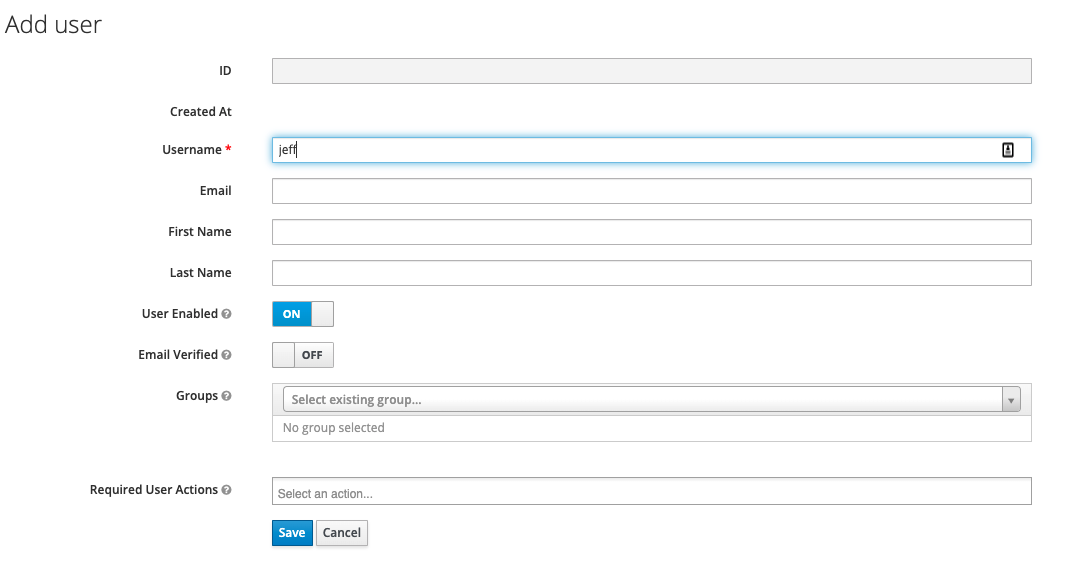 Add user
ID
Created At
Username *
jeff
Email
First Name
Last Name
User Enabled ?
ON
Email Verified ?
OFF
Groups ?
Select existing group...
No group selected
Required User Actions ?
Select an action...
Save Cancel